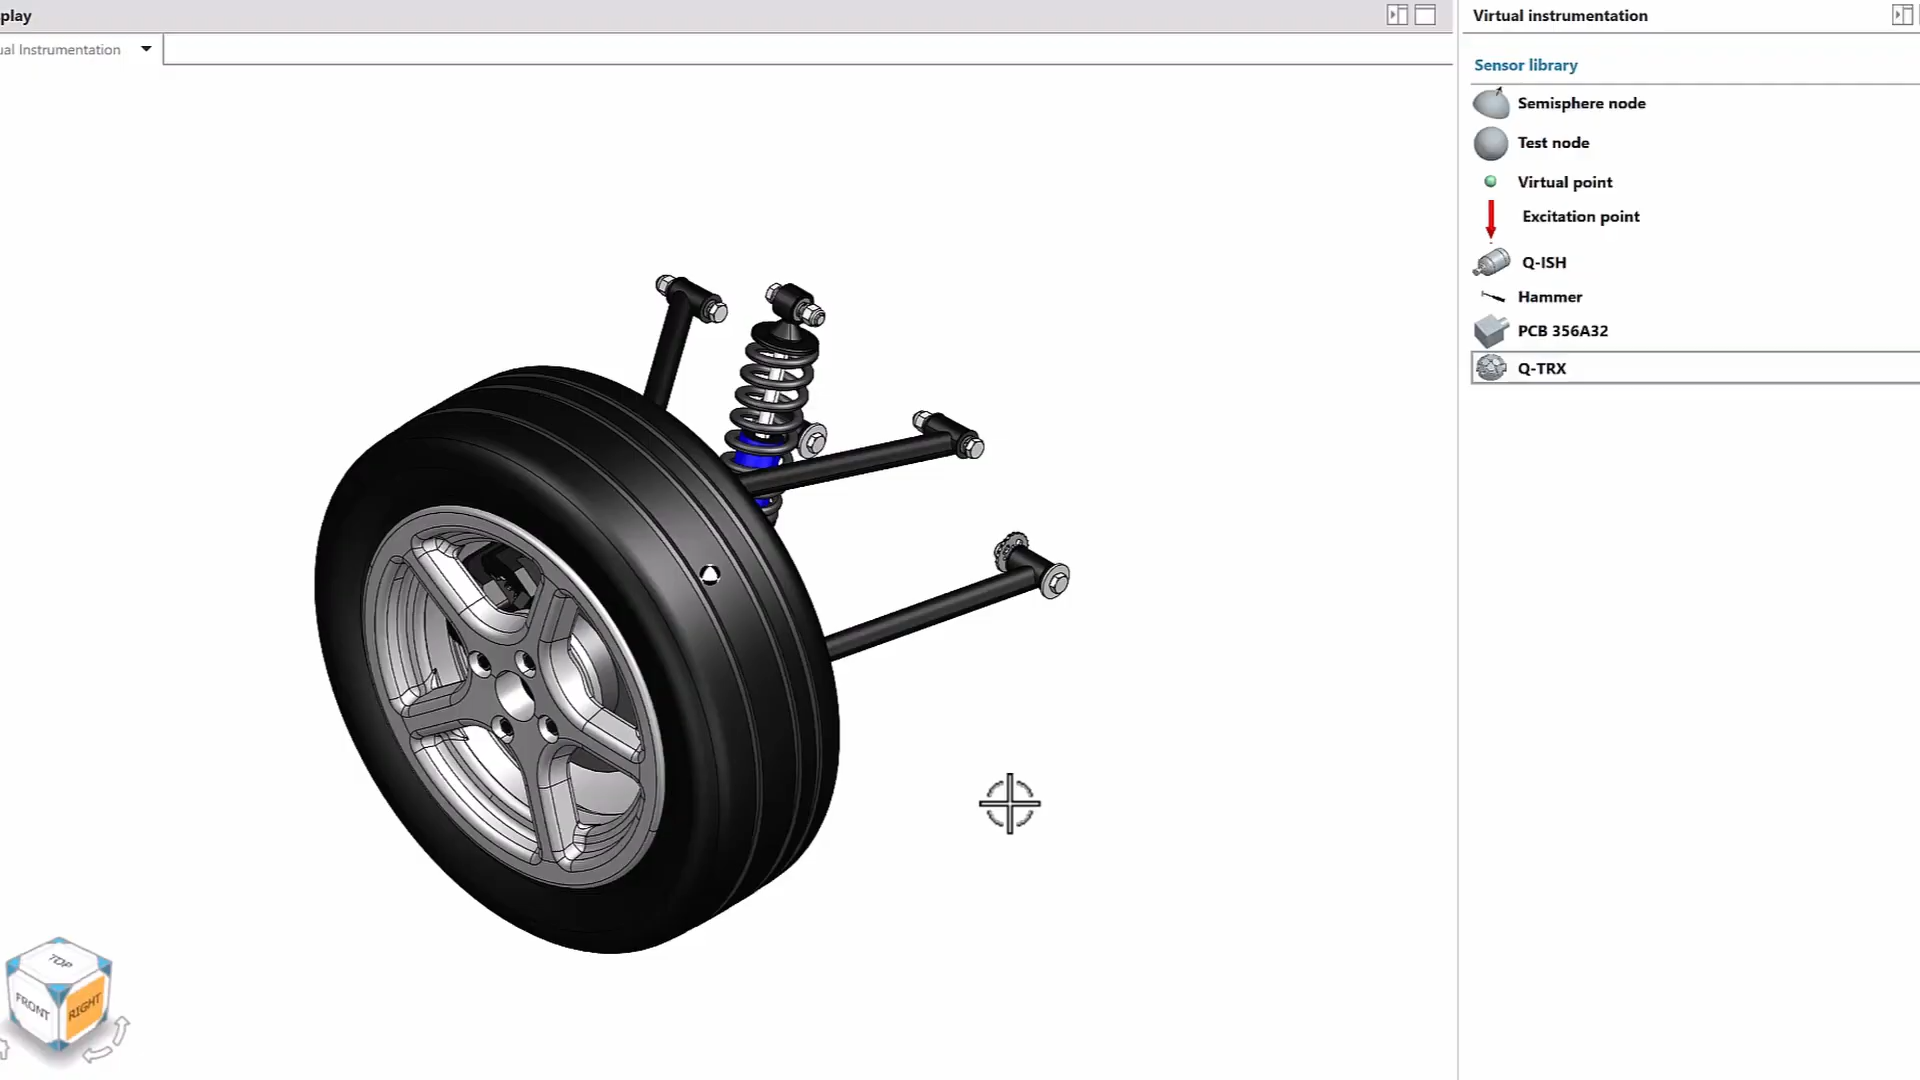 play
Virtual instrumentation
ual Instrumentation
Sensor library
Semisphere node
Test node
Virtual point
Excitation point
Q-ISH
Hammer
PCB 356A32
Q-TRX
TOP
FRONT
RIGHT